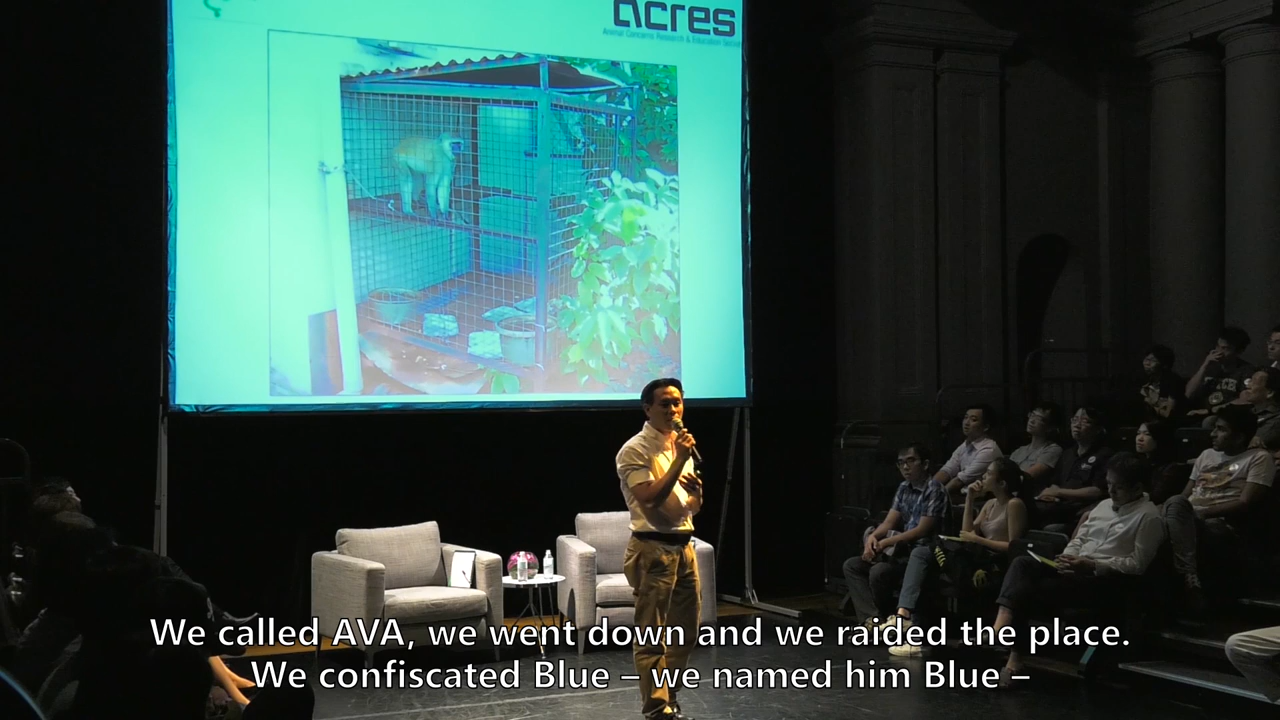 acres
Animal Concerns Research & Education Society
We called AVA, we went down and we raided the place.
We confiscated Blue – we named him Blue –